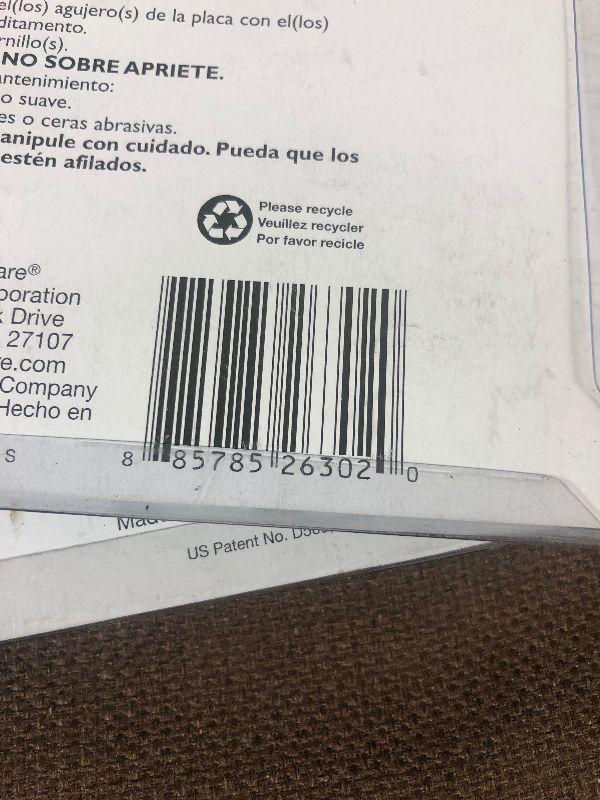 el(los) agujero(s) de la placa con el(los)
ditamento.
rnillo(s).
NO SOBRE APRIETE.
antenimiento:
o suave.
es o ceras abrasivas.
anipule con cuidado. Pueda que los
estén afilados.
Please recycle
Veuillez recycler
Por favor recicle
are®
poration
k Drive
27107
e.com
Company
Hecho en
S
8 85785 26302 0
Mad
US Patent No.